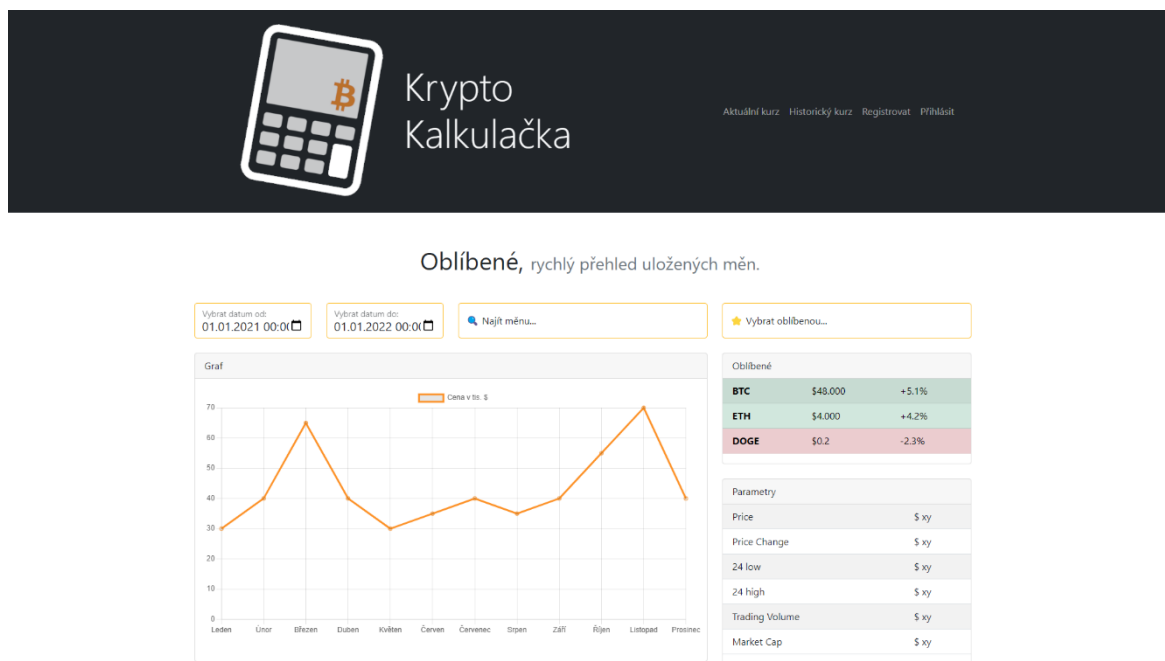 Krypto
Kalkulačka
Aktuální kurz Historický kurz Registrovat Přihlásit
Oblíbené, rychlý přehled uložených měn.
Vybrat datum od:
01.01.2021 00:0(
Vybrat datum do:
01.01.2022 00:0(
Najít měnu...
Vybrat oblíbenou...
Graf
Cena v tis. $
70
60
50
40
30
20
10
0
Leden Únor Březen Duben Květen Červen Červenec Srpen Září Říjen Listopad Prosinec
Oblíbené
BTC $48.000 +5.1%
ETH $4.000 +4.2%
DOGE $0.2 -2.3%
Parametry
Price $ xy
Price Change $ xy
24 low $ xy
24 high $ xy
Trading Volume $ xy
Market Cap $ xy